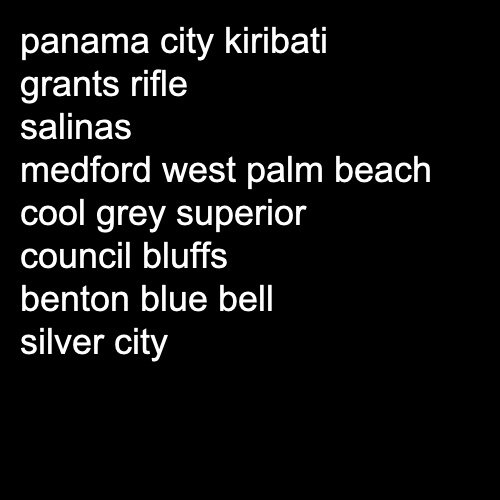 panama city kiribati
grants rifle
salinas
medford west palm beach
cool grey superior
council bluffs
benton blue bell
silver city